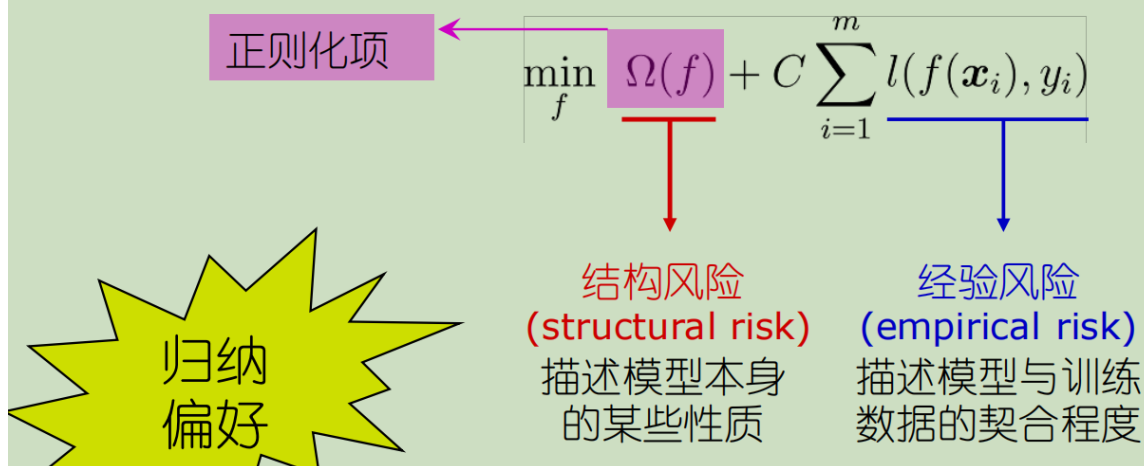 正则化项
min_f Ω(f) + C ∑_{i=1}^{m} l(f(x_i), y_i)
结构风险
(structural risk)
描述模型本身
的某些性质
经验风险
(empirical risk)
描述模型与训练
数据的契合程度
归纳
偏好